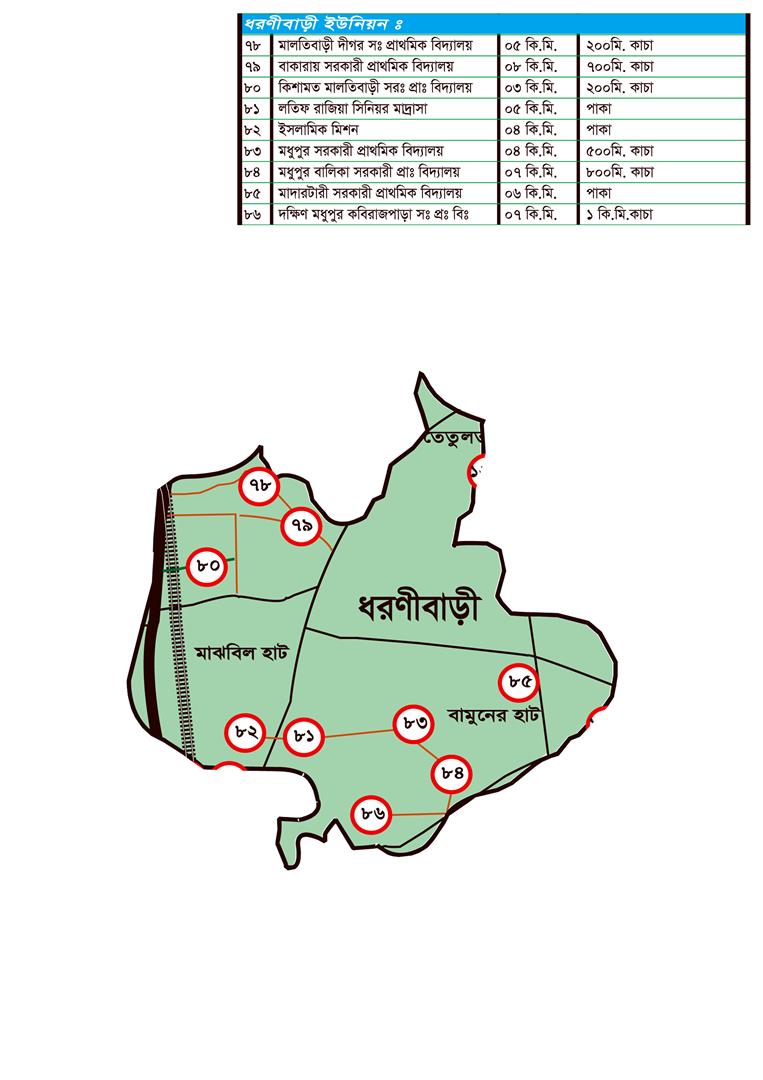 ধরণীবাড়ী ইউনিয়ন ঃ
৭৮ মালতিবাড়ী দীগর সঃ প্রাথমিক বিদ্যালয় ০৫ কি.মি. ২০০মি. কাচা
৭৯ বাকারায় সরকারী প্রাথমিক বিদ্যালয় ০৮ কি.মি. ৭০০মি. কাচা
৮০ কিশামত মালতিবাড়ী সরঃ প্রাঃ বিদ্যালয় ০৩ কি.মি. ২০০মি. কাচা
৮১ লতিফ রাজিয়া সিনিয়র মাদ্রাসা ০৫ কি.মি. পাকা
৮২ ইসলামিক মিশন ০৪ কি.মি. পাকা
৮৩ মধুপুর সরকারী প্রাথমিক বিদ্যালয় ০৪ কি.মি. ৫০০মি. কাচা
৮৪ মধুপুর বালিকা সরকারী প্রাঃ বিদ্যালয় ০৭ কি.মি. ৮০০মি. কাচা
৮৫ মাদারটারী সরকারী প্রাথমিক বিদ্যালয় ০৬ কি.মি. পাকা
৮৬ দক্ষিণ মধুপুর কবিরাজপাড়া সঃ প্রঃ বিঃ ০৭ কি.মি. ১ কি.মি.কাচা
৭৮
৭৯
৮০
ধরণীবাড়ী
মাঝবিল হাট
৮৫
বামুনের হাট
৮৩
৮২ ৮১
৮৪
৮৬